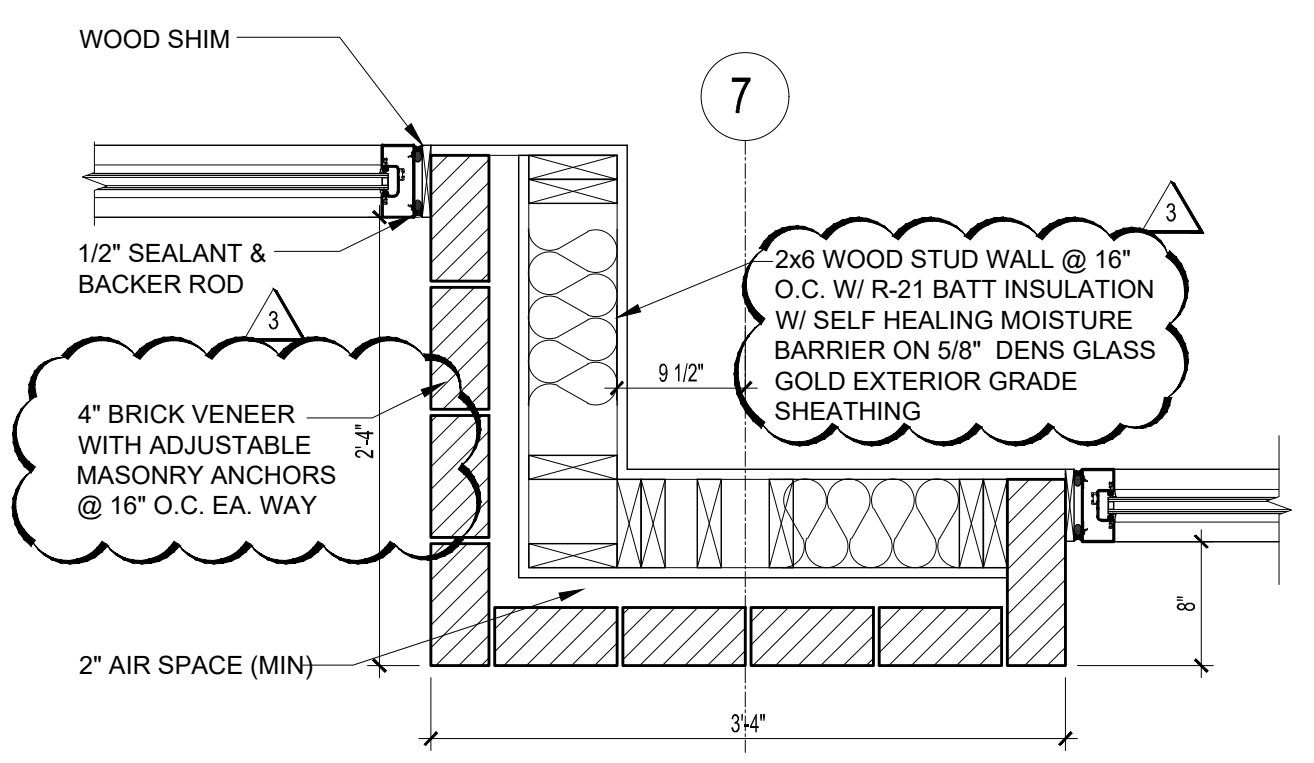 WOOD SHIM
7
3
1/2" SEALANT &
BACKER ROD
2x6 WOOD STUD WALL @ 16"
O.C. W/ R-21 BATT INSULATION
W/ SELF HEALING MOISTURE
BARRIER ON 5/8" DENS GLASS
GOLD EXTERIOR GRADE
SHEATHING
3
9 1/2"
4" BRICK VENEER
WITH ADJUSTABLE
MASONRY ANCHORS
@ 16" O.C. EA. WAY
2'-4"
8"
2" AIR SPACE (MIN)
3'-4"